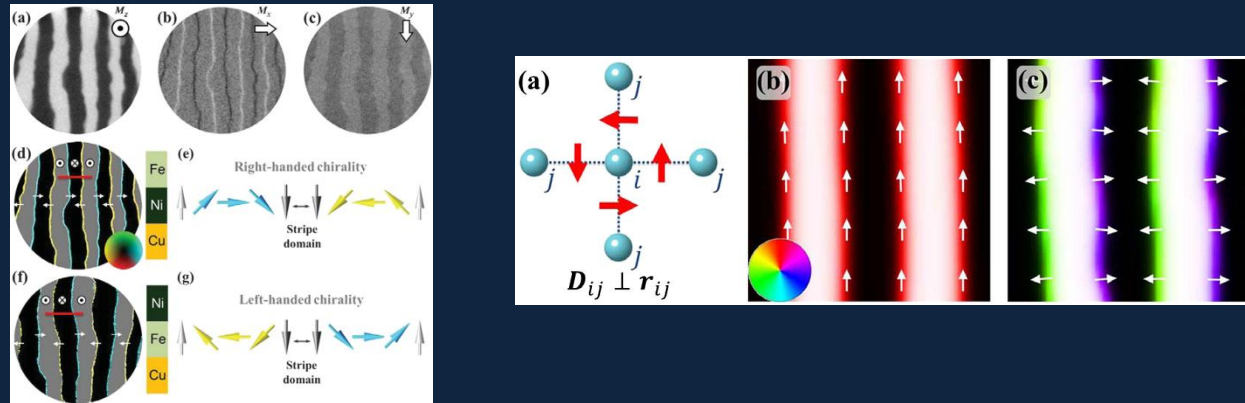 (a)
M_z
(b)
M_x
(c)
M_y
(d)
Fe
Ni
Cu
(e)
Right-handed chirality
Stripe
domain
(f)
Ni
Fe
Cu
(g)
Left-handed chirality
Stripe
domain
(a)
j
j
i
j
j
D_ij ⊥ r_ij
(b)
(c)